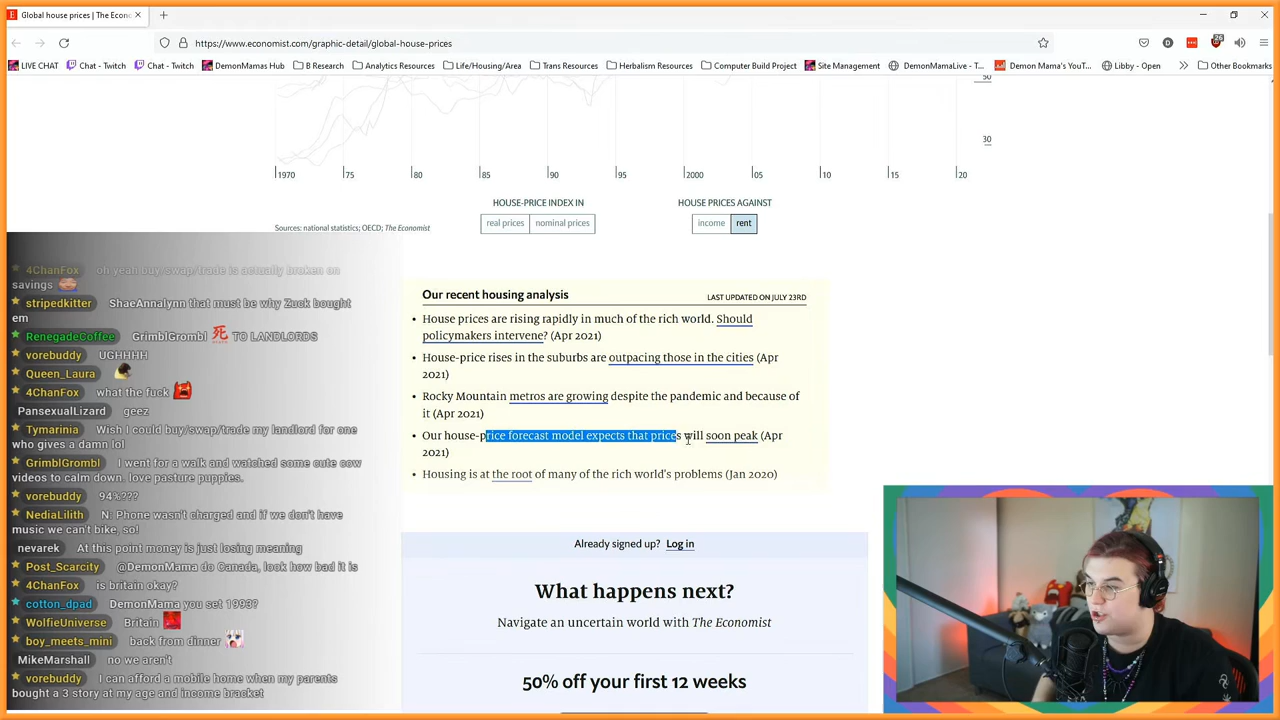 Global house prices | The Econ
https://www.economist.com/graphic-detail/global-house-prices
26
LIVE CHAT
Chat - Twitch
Chat - Twitch
DemonMamas Hub
B Research
Analytics Resources
Life/Housing/Area
Trans Resources
Herbalism Resources
Computer Build Project
Site Management
DemonMamaLive - T...
Demon Mama's YouT...
Libby - Open
Other Bookmarks
50
30
1970
75
80
85
90
95
2000
05
10
15
20
HOUSE-PRICE INDEX IN
HOUSE PRICES AGAINST
real prices
nominal prices
income
rent
Sources: national statistics; OECD; The Economist
Our recent housing analysis
LAST UPDATED ON JULY 23RD
• House prices are rising rapidly in much of the rich world. Should
policymakers intervene? (Apr 2021)
• House-price rises in the suburbs are outpacing those in the cities (Apr
2021)
• Rocky Mountain metros are growing despite the pandemic and because of
it (Apr 2021)
• Our house-price forecast model expects that prices will soon peak (Apr
2021)
• Housing is at the root of many of the rich world's problems (Jan 2020)
Already signed up? Log in
What happens next?
Navigate an uncertain world with The Economist
50% off your first 12 weeks
4ChanFox oh yeah buy/swap/trade is actually broken on
savings
stripedkitter ShaeAnnalynn that must be why Zuck bought
em
RenegadeCoffee GrimblGrombl 死 TO LANDLORDS
vorebuddy UGHHHH
Queen_Laura
4ChanFox what the fuck
PansexualLizard geez
Tymarinia Wish I could buy/swap/trade my landlord for one
who gives a damn lol
GrimblGrombl I went for a walk and watched some cute cow
videos to calm down. love pasture puppies.
vorebuddy 94%???
NediaLilith N: Phone wasn't charged and if we don't have
music we can't bike, so!
nevarek At this point money is just losing meaning
Post_Scarcity @DemonMama do Canada, look how bad it is
4ChanFox is britain okay?
cotton_dpad DemonMama you set 1993?
WolfieUniverse Britain
boy_meets_mini back from dinner
MikeMarshall no we aren't
vorebuddy I can afford a mobile home when my parents
bought a 3 story at my age and income bracket